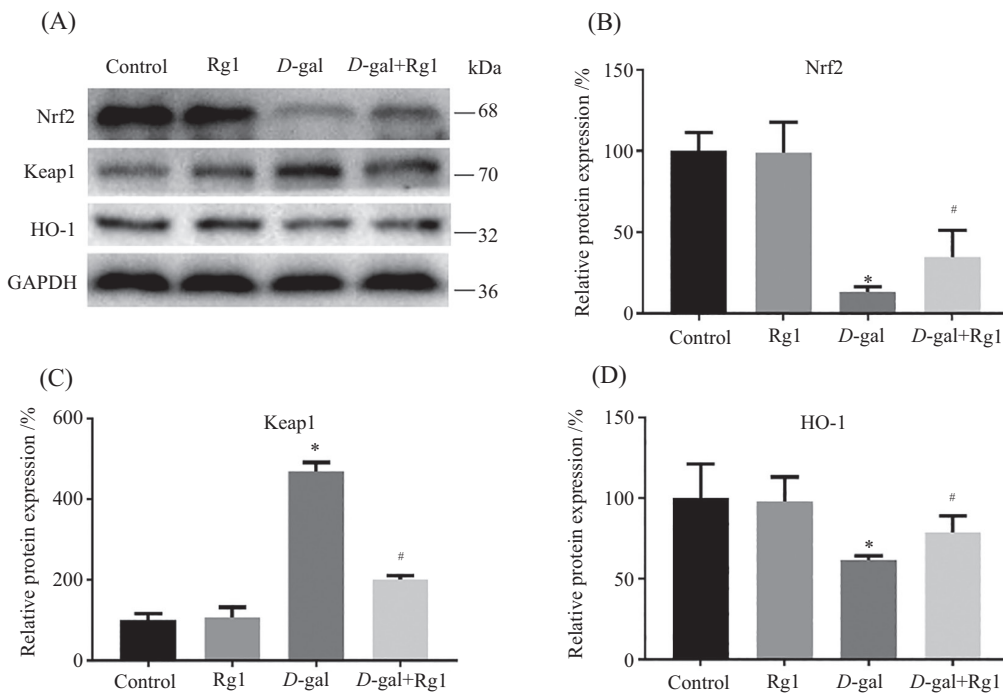 (A)
Control Rg1 D-gal D-gal+Rg1 kDa
Nrf2 68
Keap1 70
HO-1 32
GAPDH 36
(B)
Nrf2
Relative protein expression /%
150
100
50
0
Control Rg1 D-gal D-gal+Rg1
*
#
(C)
Keap1
Relative protein expression /%
600
400
200
0
Control Rg1 D-gal D-gal+Rg1
*
#
(D)
HO-1
Relative protein expression /%
150
100
50
0
Control Rg1 D-gal D-gal+Rg1
*
#